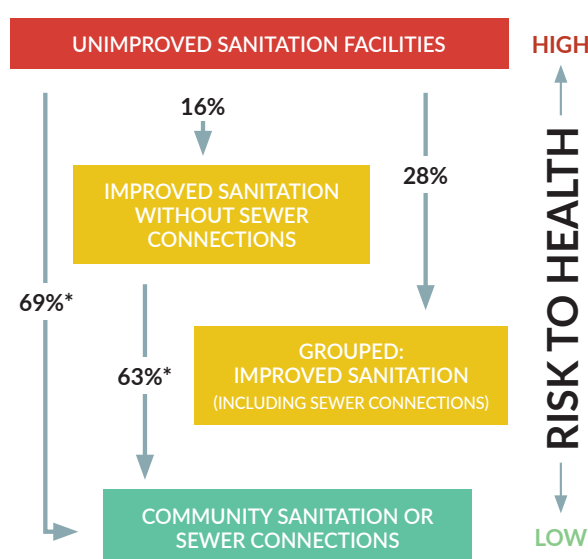 UNIMPROVED SANITATION FACILITIES
HIGH
16%
28%
IMPROVED SANITATION
WITHOUT SEWER
CONNECTIONS
69%*
63%*
GROUPED:
IMPROVED SANITATION
(INCLUDING SEWER CONNECTIONS)
RISK TO HEALTH
COMMUNITY SANITATION OR
SEWER CONNECTIONS
LOW